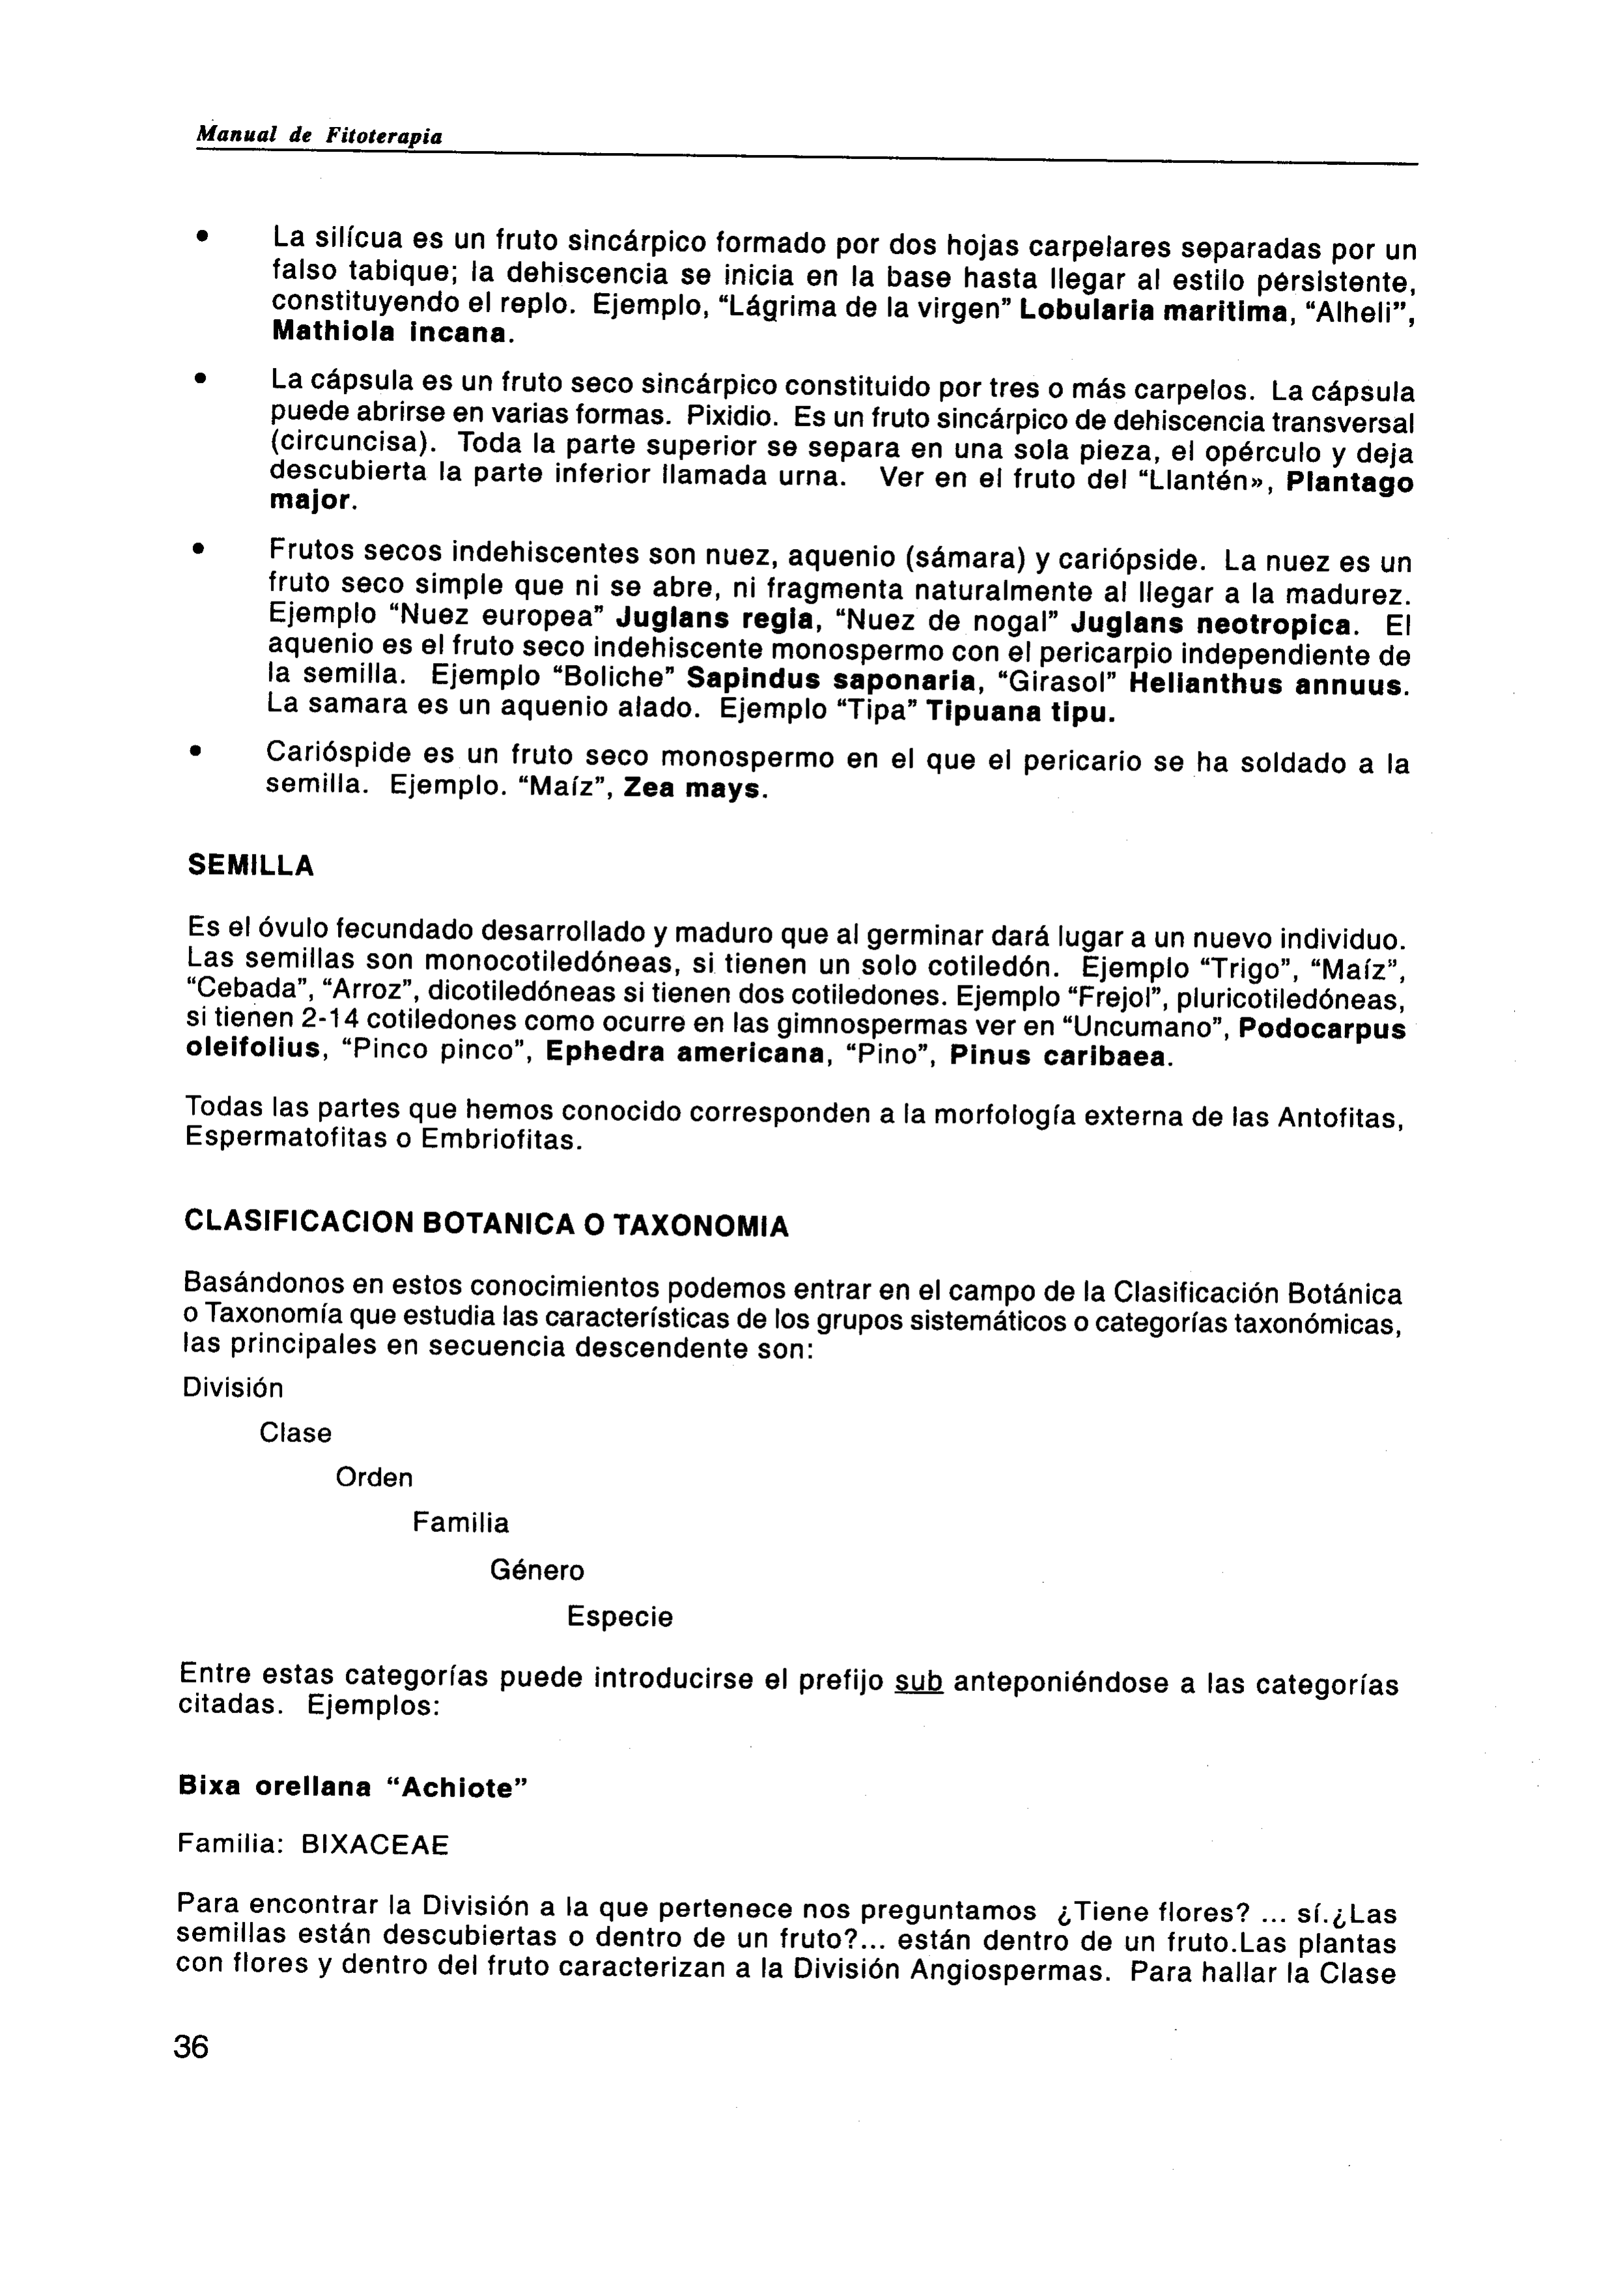 Manual de Fitoterapia
• La silícua es un fruto sincárpico formado por dos hojas carpelares separadas por un
falso tabique; la dehiscencia se inicia en la base hasta llegar al estilo persistente,
constituyendo el replo. Ejemplo, “Lágrima de la virgen” Lobularia maritima, “Alheli”,
Mathiola incana.
• La cápsula es un fruto seco sincárpico constituido por tres o más carpelos. La cápsula
puede abrirse en varias formas. Pixidio. Es un fruto sincárpico de dehiscencia transversal
(circuncisa). Toda la parte superior se separa en una sola pieza, el opérculo y deja
descubierta la parte inferior llamada urna. Ver en el fruto del “Llantén», Plantago
major.
• Frutos secos indehiscentes son nuez, aquenio (sámara) y cariópside. La nuez es un
fruto seco simple que ni se abre, ni fragmenta naturalmente al llegar a la madurez.
Ejemplo “Nuez europea” Juglans regia, “Nuez de nogal” Juglans neotropica. El
aquenio es el fruto seco indehiscente monospermo con el pericarpio independiente de
la semilla. Ejemplo “Boliche” Sapindus saponaria, “Girasol” Helianthus annuus.
La samara es un aquenio alado. Ejemplo “Tipa” Tipuana tipu.
• Carióspide es un fruto seco monospermo en el que el pericario se ha soldado a la
semilla. Ejemplo. “Maíz”, Zea mays.
SEMILLA
Es el óvulo fecundado desarrollado y maduro que al germinar dará lugar a un nuevo individuo.
Las semillas son monocotiledóneas, si tienen un solo cotiledón. Ejemplo “Trigo”, “Maíz”,
“Cebada”, “Arroz”, dicotiledóneas si tienen dos cotiledones. Ejemplo “Frejol”, pluricotiledóneas,
si tienen 2-14 cotiledones como ocurre en las gimnospermas ver en “Uncumano”, Podocarpus
oleifolius, “Pinco pinco”, Ephedra americana, “Pino”, Pinus caribaea.
Todas las partes que hemos conocido corresponden a la morfología externa de las Antofitas,
Espermatofitas o Embriofitas.
CLASIFICACION BOTANICA O TAXONOMIA
Basándonos en estos conocimientos podemos entrar en el campo de la Clasificación Botánica
o Taxonomía que estudia las características de los grupos sistemáticos o categorías taxonómicas,
las principales en secuencia descendente son:
División
Clase
Orden
Familia
Género
Especie
Entre estas categorías puede introducirse el prefijo sub anteponiéndose a las categorías
citadas. Ejemplos:
Bixa orellana “Achiote”
Familia: BIXACEAE
Para encontrar la División a la que pertenece nos preguntamos ¿Tiene flores? ... sí.¿Las
semillas están descubiertas o dentro de un fruto?... están dentro de un fruto.Las plantas
con flores y dentro del fruto caracterizan a la División Angiospermas. Para hallar la Clase
36